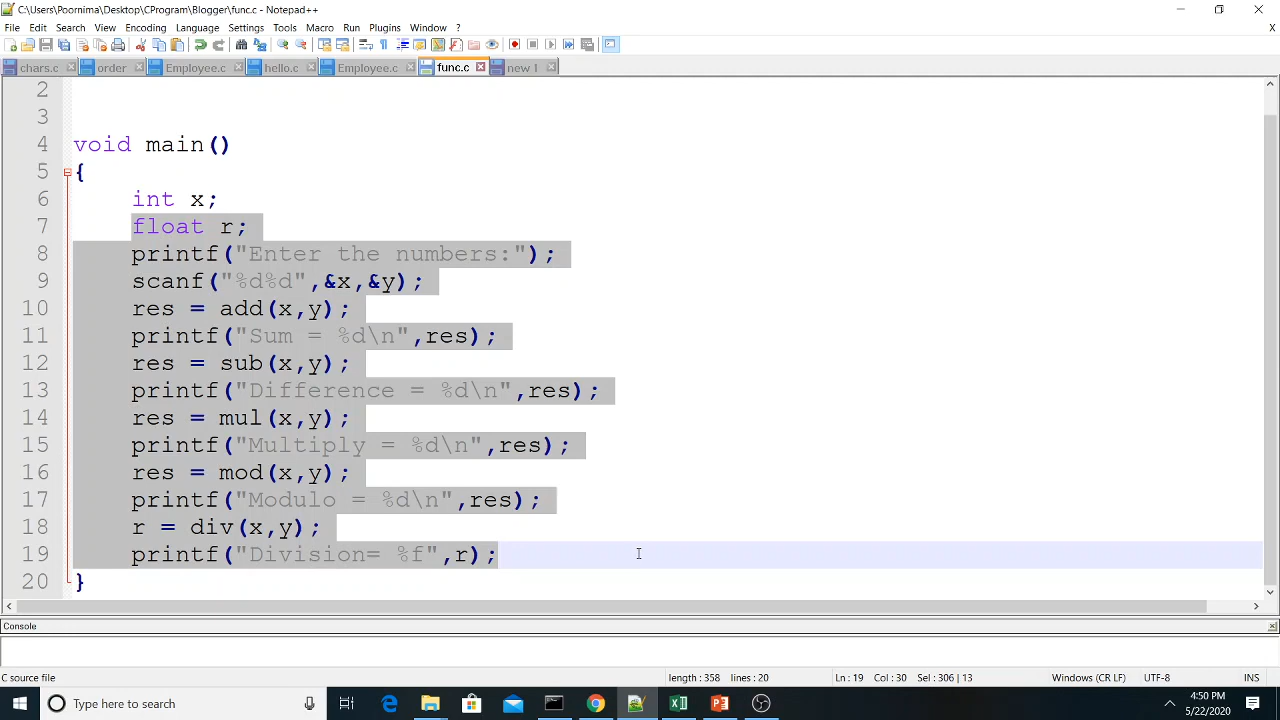 C:\Users\Poornima\Desktop\CProgram\Blogger\func.c - Notepad++
File Edit Search View Encoding Language Settings Tools Macro Run Plugins Window ? X
chars.c order Employee.c hello.c Employee.c func.c new 1
2
3
4 void main()
5 {
6 int x;
7 float r;
8 printf("Enter the numbers:");
9 scanf("%d%d",&x,&y);
10 res = add(x,y);
11 printf("Sum = %d\n",res);
12 res = sub(x,y);
13 printf("Difference = %d\n",res);
14 res = mul(x,y);
15 printf("Multiply = %d\n",res);
16 res = mod(x,y);
17 printf("Modulo = %d\n",res);
18 r = div(x,y);
19 printf("Division= %f",r);
20 }
Console
C source file length : 358 lines : 20 Ln : 19 Col : 30 Sel : 306 | 13 Windows (CR LF) UTF-8 INS
Type here to search
4:50 PM
5/22/2020